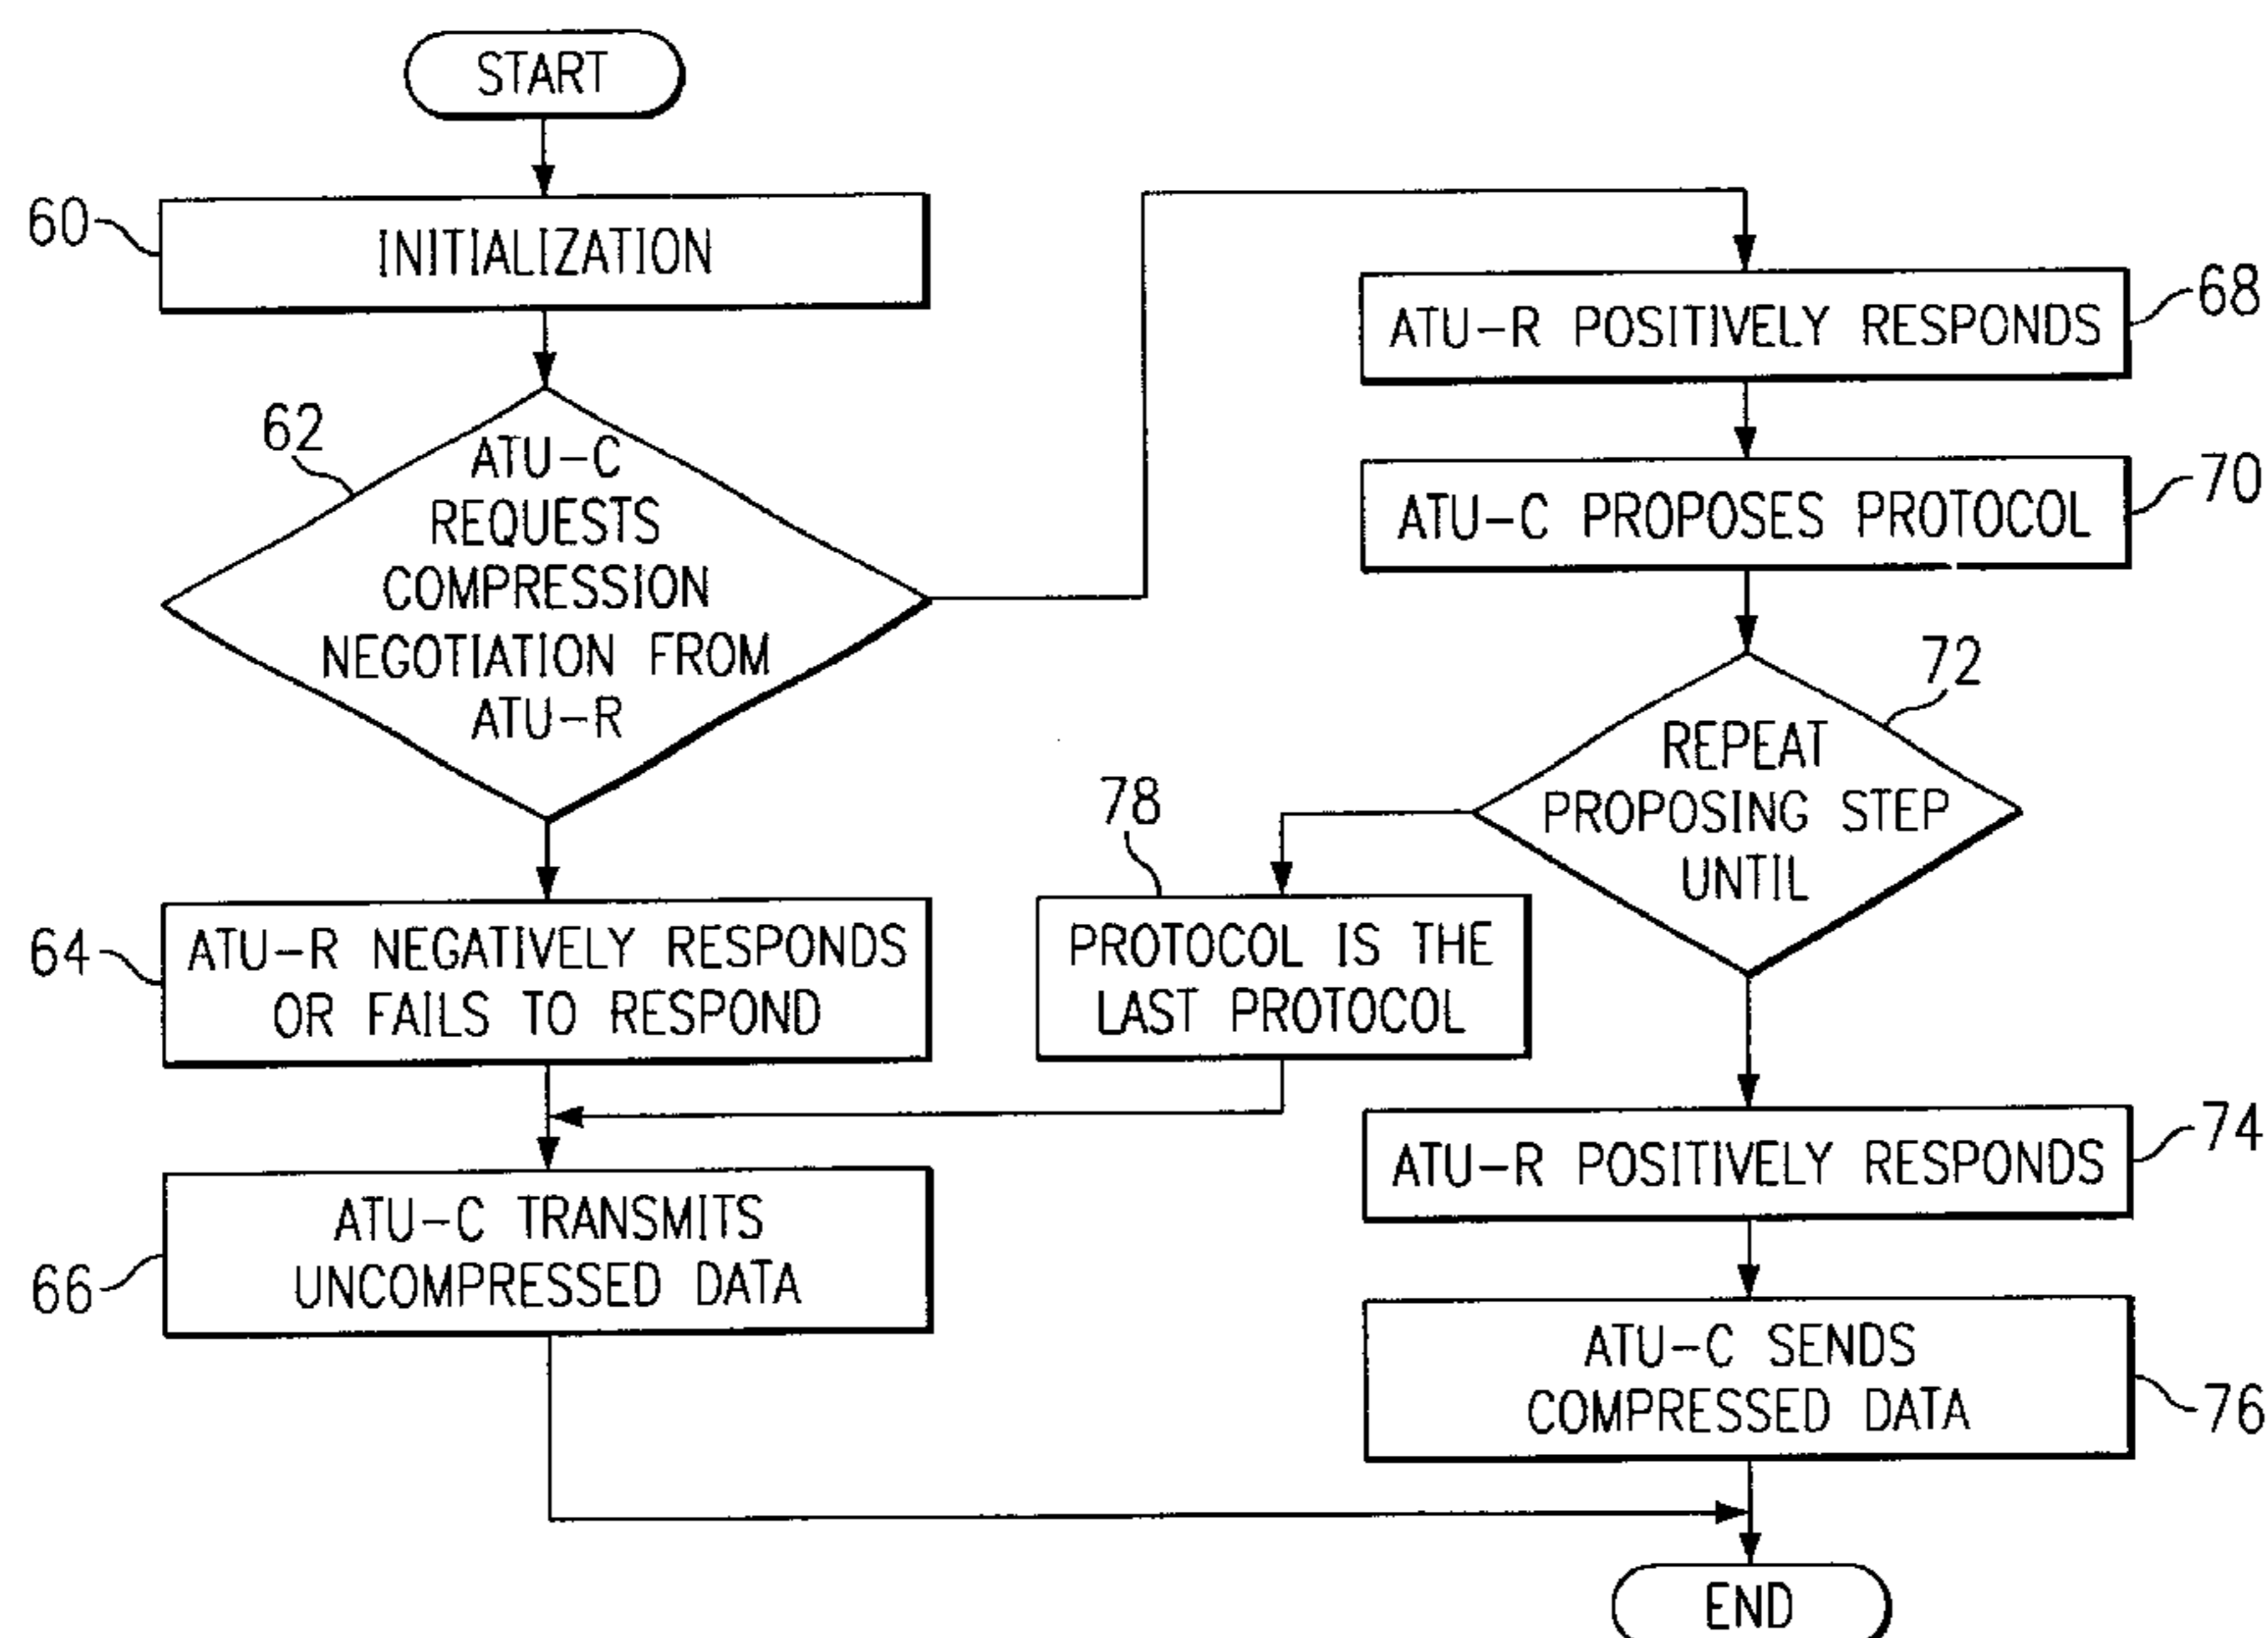 START
60
INITIALIZATION
62
ATU-C
REQUESTS
COMPRESSION
NEGOTIATION FROM
ATU-R
64
ATU-R NEGATIVELY RESPONDS
OR FAILS TO RESPOND
66
ATU-C TRANSMITS
UNCOMPRESSED DATA
68
ATU-R POSITIVELY RESPONDS
70
ATU-C PROPOSES PROTOCOL
72
REPEAT
PROPOSING STEP
UNTIL
78
PROTOCOL IS THE
LAST PROTOCOL
74
ATU-R POSITIVELY RESPONDS
76
ATU-C SENDS
COMPRESSED DATA
END